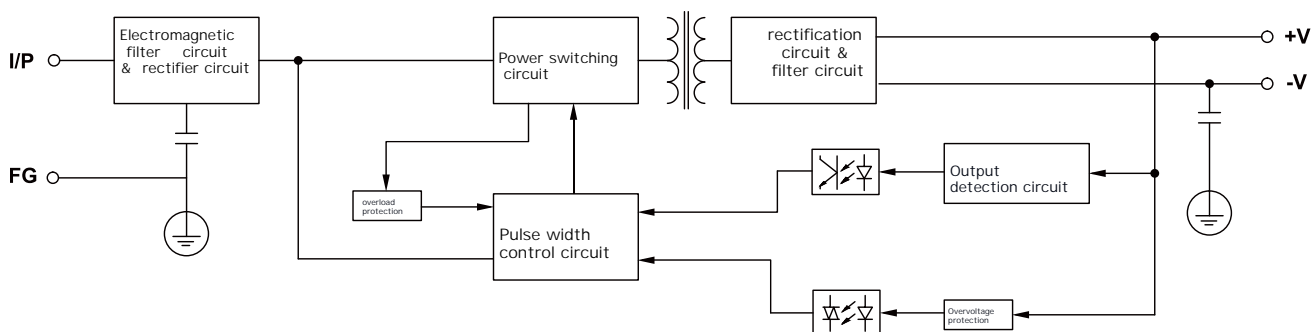 I/P
Electromagnetic
filter circuit
& rectifier circuit
Power switching
circuit
rectification
circuit &
filter circuit
+V
-V
FG
overload
protection
Pulse width
control circuit
Output
detection circuit
Overvoltage
protection